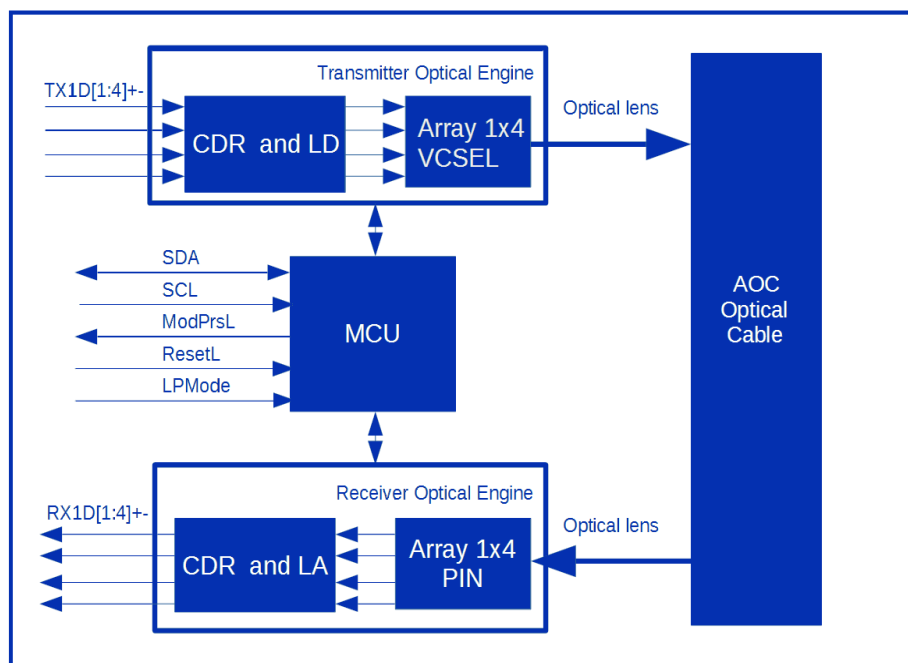 Transmitter Optical Engine
TX1D[1:4]+-
CDR and LD
Array 1x4
VCSEL
Optical lens
SDA
SCL
ModPrsL
ResetL
LPMode
MCU
AOC
Optical
Cable
Receiver Optical Engine
RX1D[1:4]+-
CDR and LA
Array 1x4
PIN
Optical lens